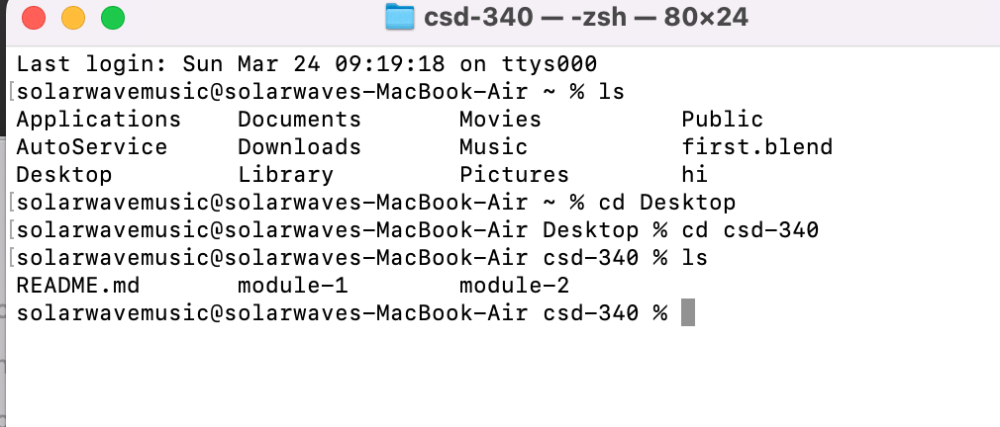 csd-340 — -zsh — 80×24
Last login: Sun Mar 24 09:19:18 on ttys000
[solarwavemusic@solarwaves-MacBook-Air ~ % ls
Applications Documents Movies Public
AutoService Downloads Music first.blend
Desktop Library Pictures hi
[solarwavemusic@solarwaves-MacBook-Air ~ % cd Desktop
[solarwavemusic@solarwaves-MacBook-Air Desktop % cd csd-340
[solarwavemusic@solarwaves-MacBook-Air csd-340 % ls
README.md module-1 module-2
solarwavemusic@solarwaves-MacBook-Air csd-340 %